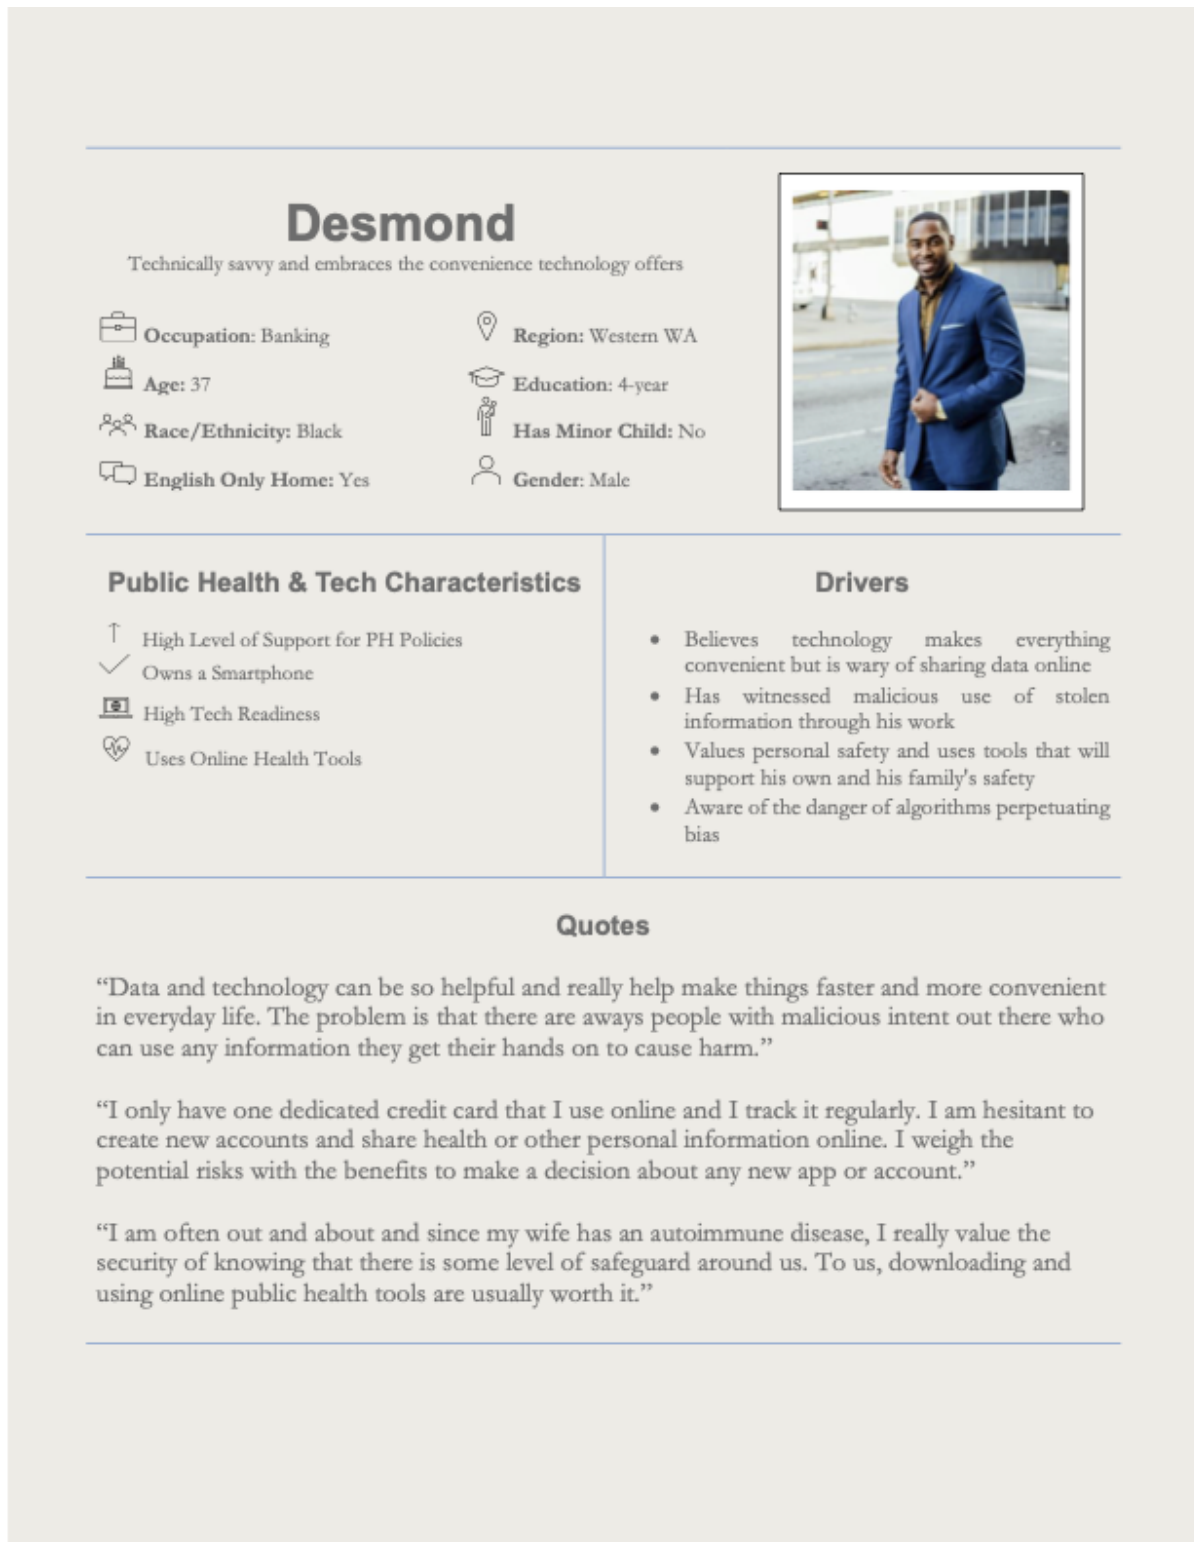 Desmond
Technically savvy and embraces the convenience technology offers
Occupation: Banking
Age: 37
Race/Ethnicity: Black
English Only Home: Yes
Region: Western WA
Education: 4-year
Has Minor Child: No
Gender: Male
Public Health & Tech Characteristics
High Level of Support for PH Policies
Owns a Smartphone
High Tech Readiness
Uses Online Health Tools
Drivers
• Believes technology makes everything
convenient but is wary of sharing data online
• Has witnessed malicious use of stolen
information through his work
• Values personal safety and uses tools that will
support his own and his family's safety
• Aware of the danger of algorithms perpetuating
bias
Quotes
“Data and technology can be so helpful and really help make things faster and more convenient
in everyday life. The problem is that there are aways people with malicious intent out there who
can use any information they get their hands on to cause harm.”
“I only have one dedicated credit card that I use online and I track it regularly. I am hesitant to
create new accounts and share health or other personal information online. I weigh the
potential risks with the benefits to make a decision about any new app or account.”
“I am often out and about and since my wife has an autoimmune disease, I really value the
security of knowing that there is some level of safeguard around us. To us, downloading and
using online public health tools are usually worth it.”